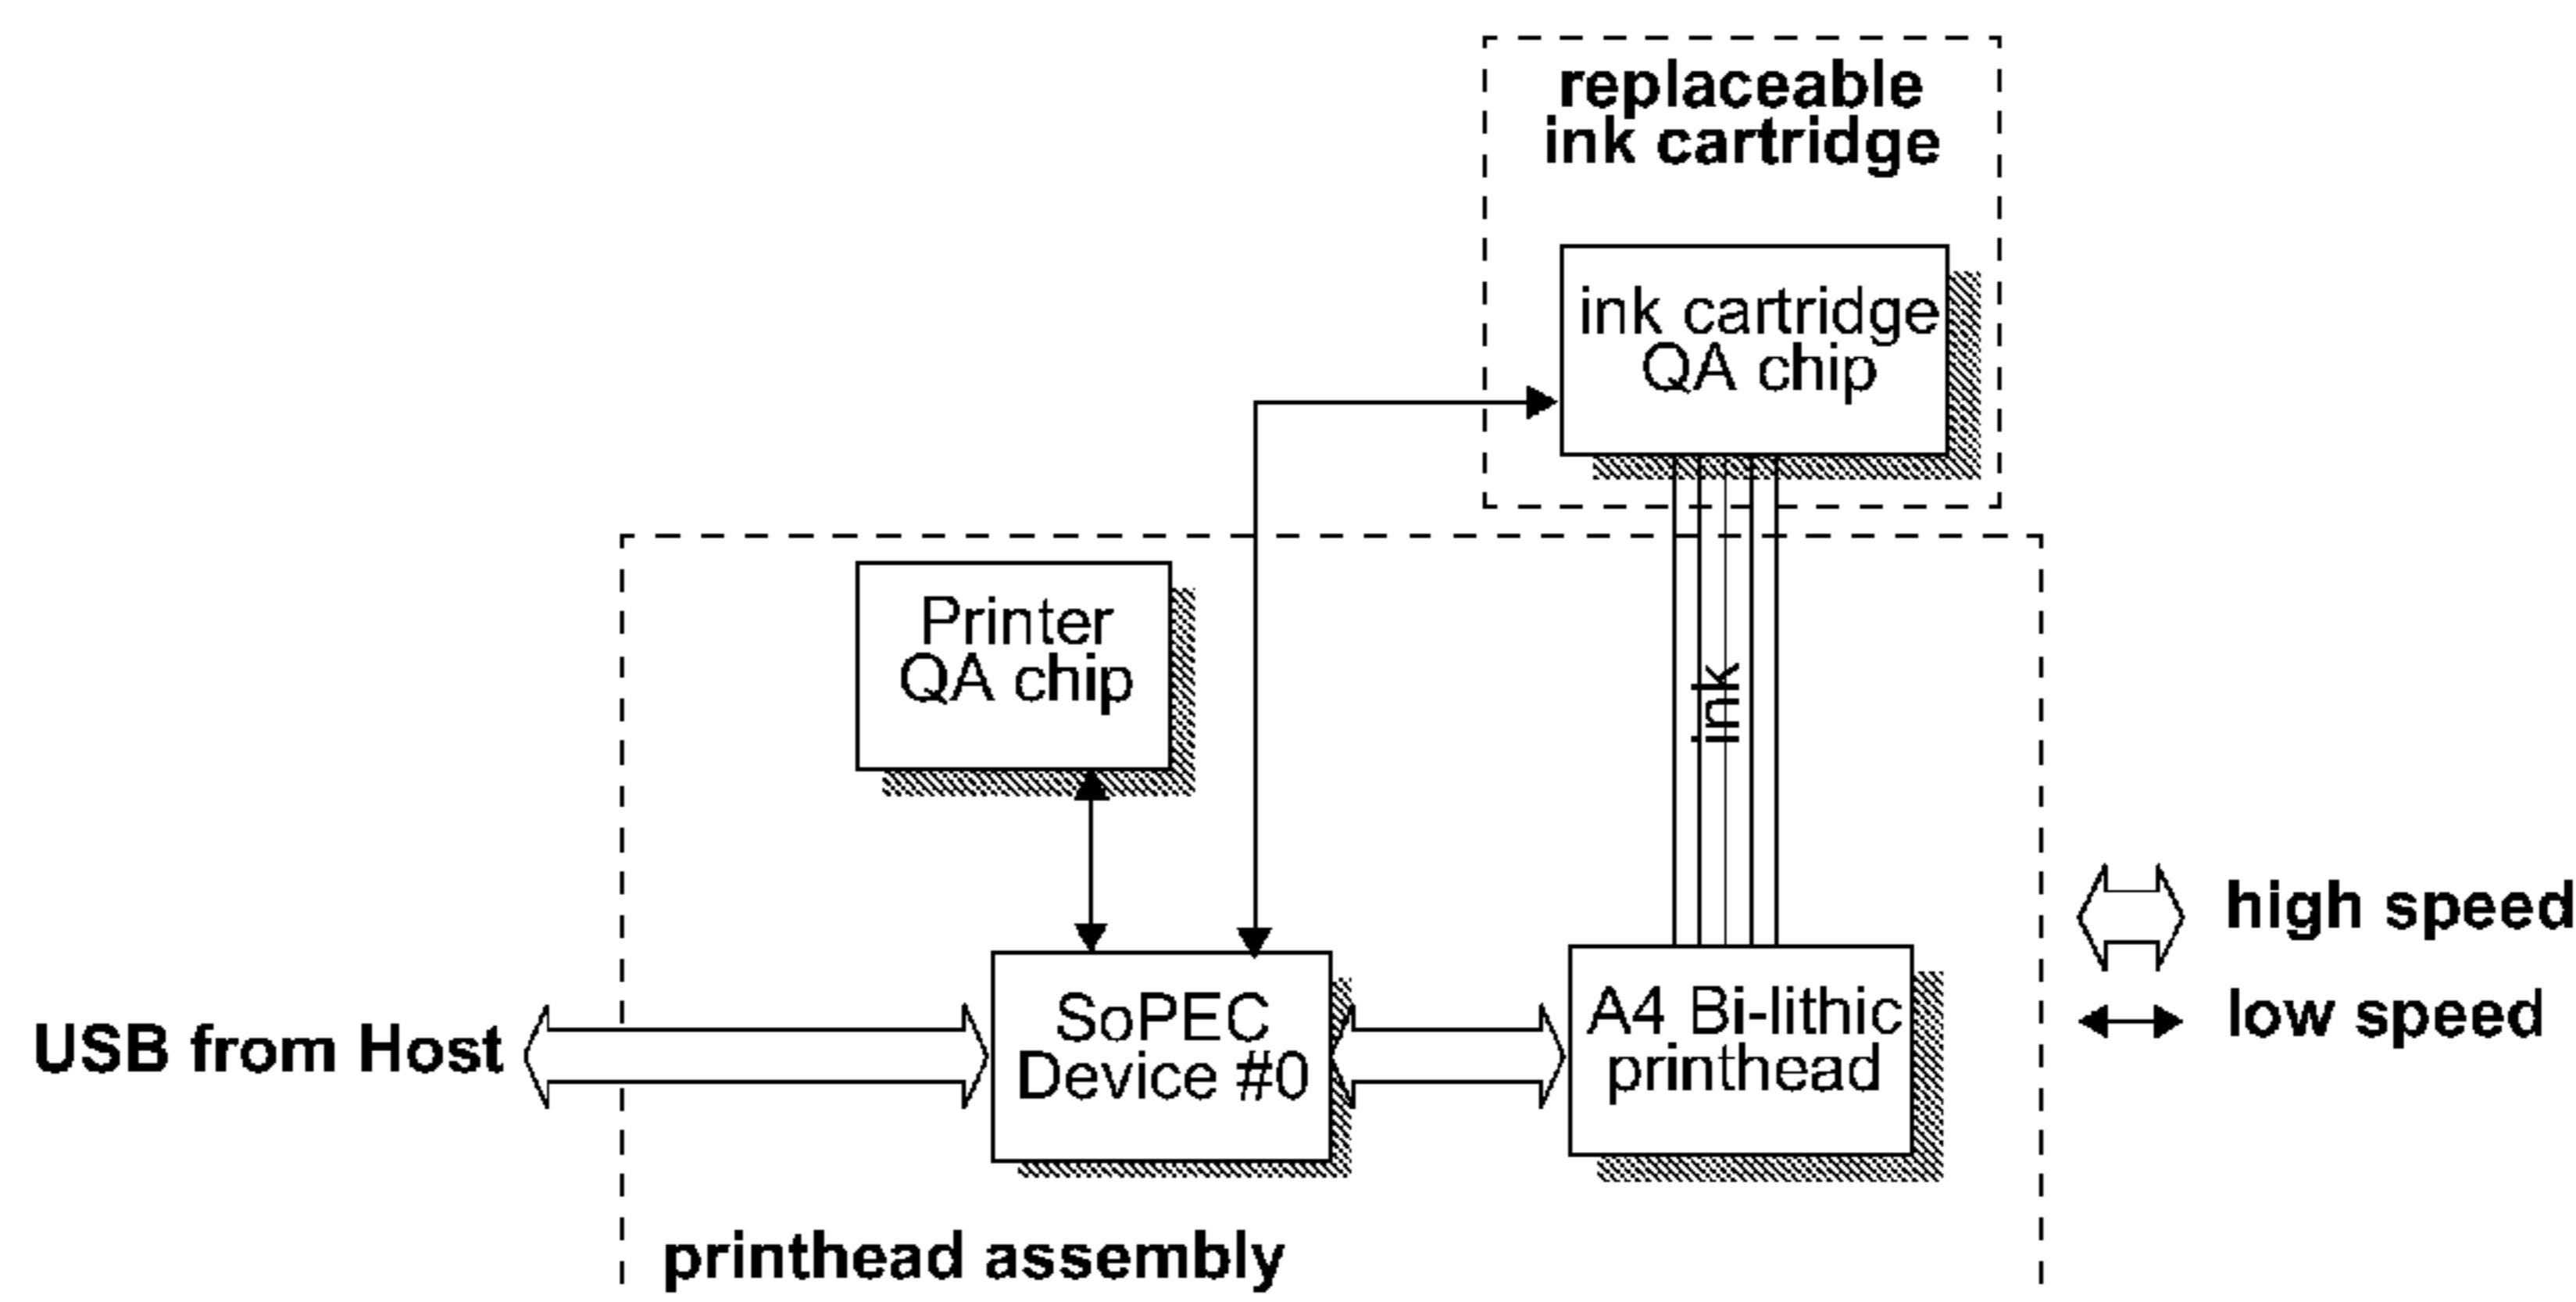 replaceable
ink cartridge
ink cartridge
QA chip
Printer
QA chip
ink
high speed
low speed
USB from Host
SoPEC
Device #0
A4 Bi-lithic
printhead
printhead assembly